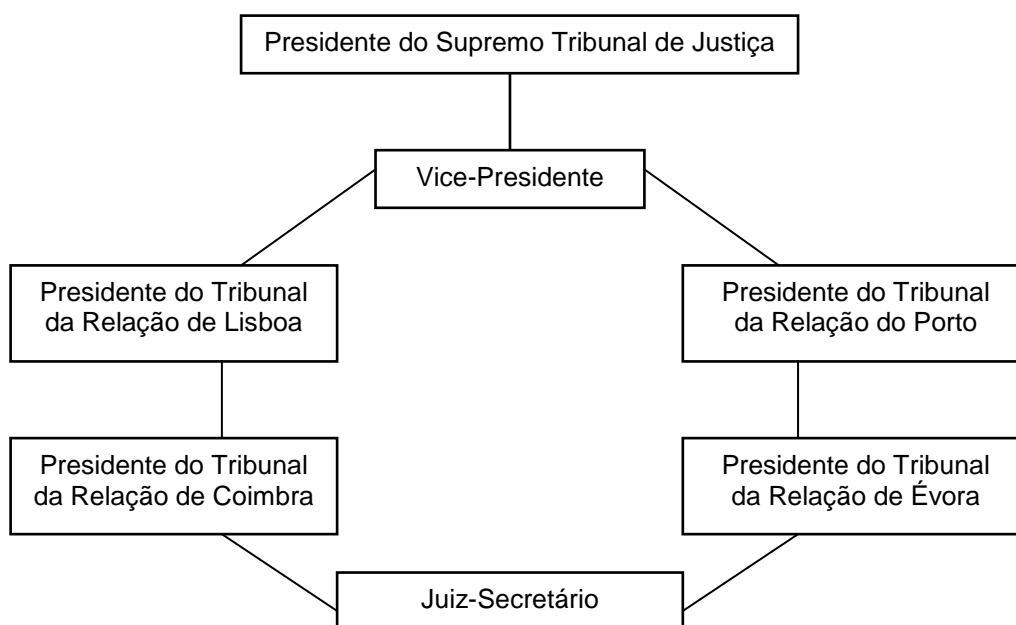 Presidente do Supremo Tribunal de Justiça
Vice-Presidente
Presidente do Tribunal
da Relação de Lisboa
Presidente do Tribunal
da Relação do Porto
Presidente do Tribunal
da Relação de Coimbra
Presidente do Tribunal
da Relação de Évora
Juiz-Secretário